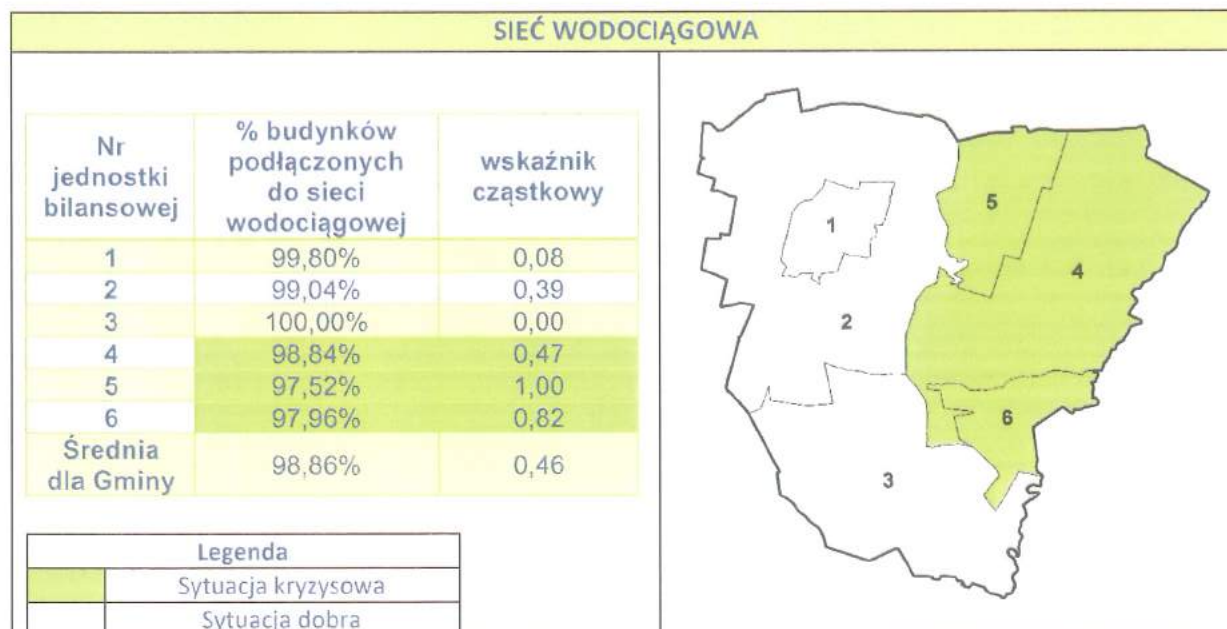 SIEĆ WODOCIĄGOWA
Nr jednostki bilansowej | % budynków podłączonych do sieci wodociągowej | wskaźnik cząstkowy
1 | 99,80% | 0,08
2 | 99,04% | 0,39
3 | 100,00% | 0,00
4 | 98,84% | 0,47
5 | 97,52% | 1,00
6 | 97,96% | 0,82
Średnia dla Gminy | 98,86% | 0,46
Legenda
Sytuacja kryzysowa
Sytuacja dobra
5
1
4
2
6
3